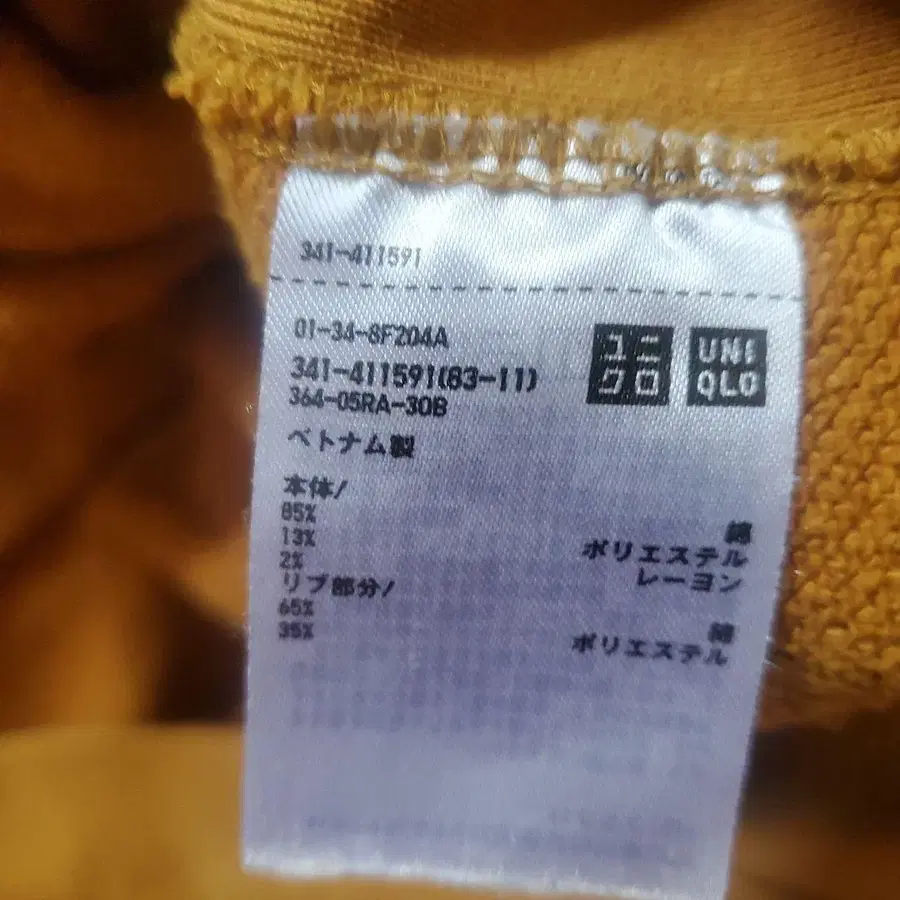 341-411591
01-34-8F204A
341-411591(83-11)
364-05RA-30B
ユニクロ
UNIQLO
ベトナム製
本体/
85% 綿
13% ポリエステル
2% レーヨン
リブ部分/
65% 綿
35% ポリエステル